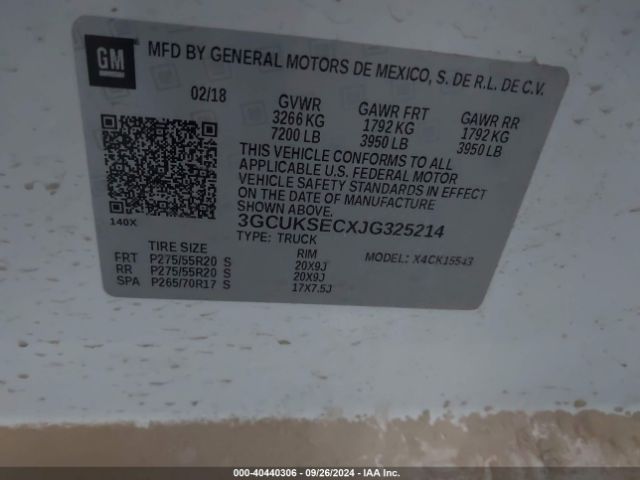 GM
MFD BY GENERAL MOTORS DE MEXICO, S. DE R.L. DE C.V.
02/18 GVWR GAWR FRT GAWR RR
3266 KG 1792 KG 1792 KG
7200 LB 3950 LB 3950 LB
THIS VEHICLE CONFORMS TO ALL
APPLICABLE U.S. FEDERAL MOTOR
VEHICLE SAFETY STANDARDS IN EFFECT
ON THE DATE OF MANUFACTURE
SHOWN ABOVE.
140X 3GCUKSECXJG325214
TYPE: TRUCK
TIRE SIZE RIM MODEL: X4CK15543
FRT P275/55R20 S 20X9J
RR P275/55R20 S 20X9J
SPA P265/70R17 S 17X7.5J
000-40440306 - 09/26/2024 - IAA Inc.